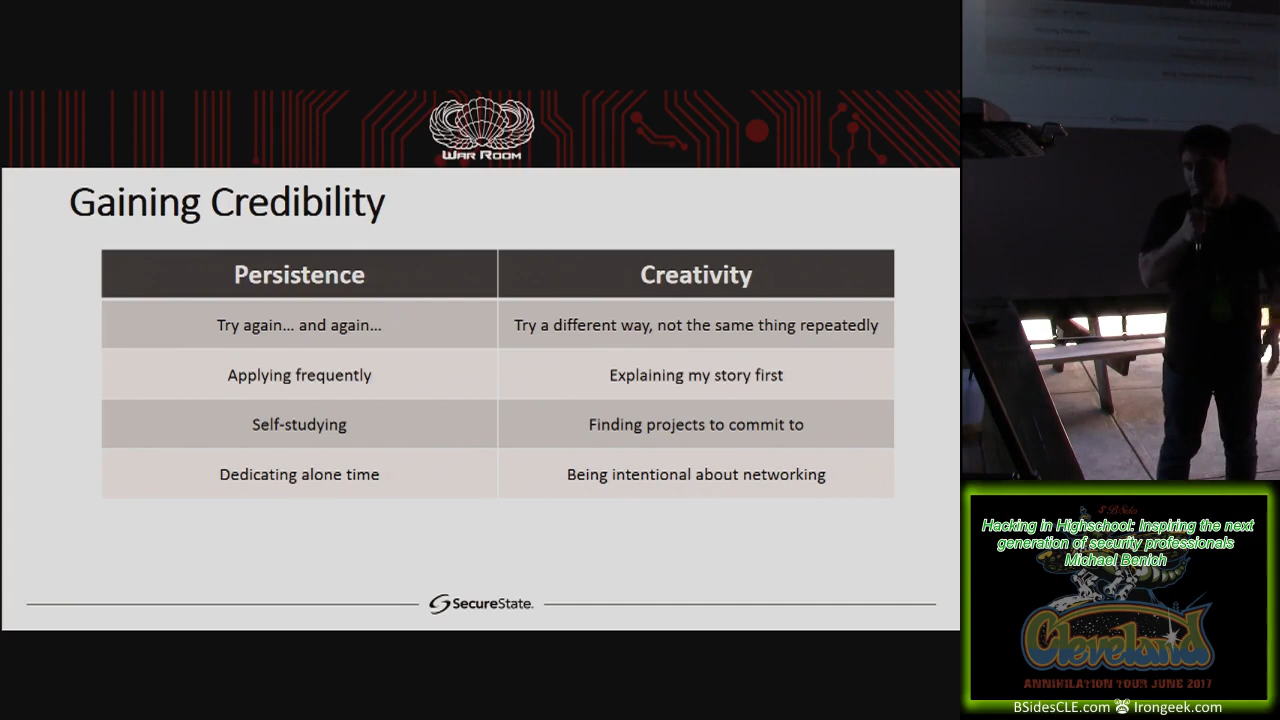 WAR ROOM
Gaining Credibility
Persistence
Creativity
Try again... and again...
Try a different way, not the same thing repeatedly
Applying frequently
Explaining my story first
Self-studying
Finding projects to commit to
Dedicating alone time
Being intentional about networking
SecureState.
Hacking in Highschool: Inspiring the next
generation of security professionals
Michael Benich
Cleveland
ANNIHILATION TOUR JUNE 2017
BSidesCLE.com Irongeek.com